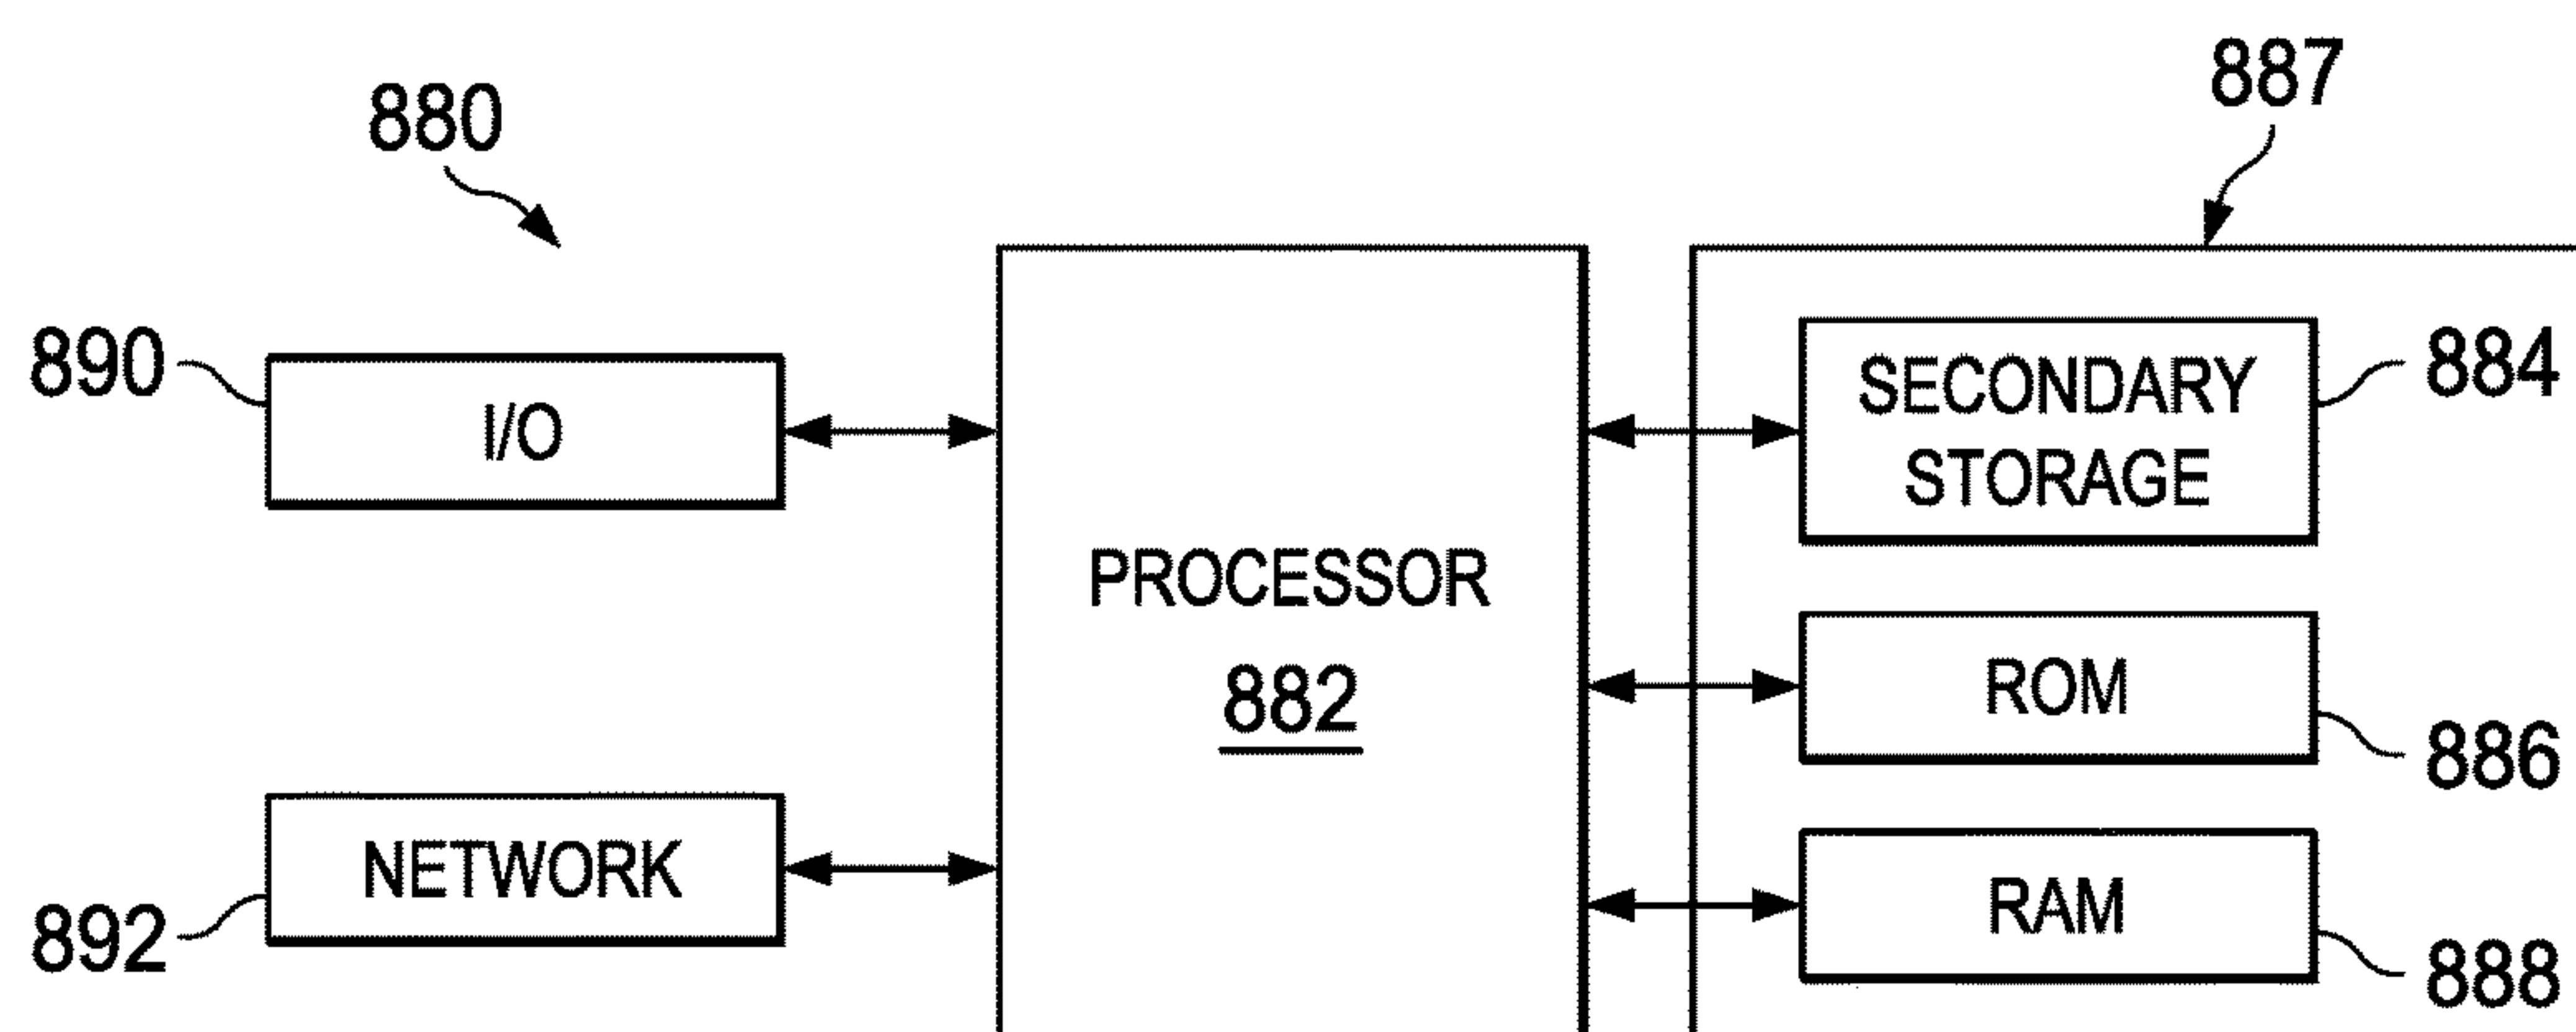 880
887
890
I/O
SECONDARY
STORAGE
884
PROCESSOR
882
ROM
886
NETWORK
892
RAM
888